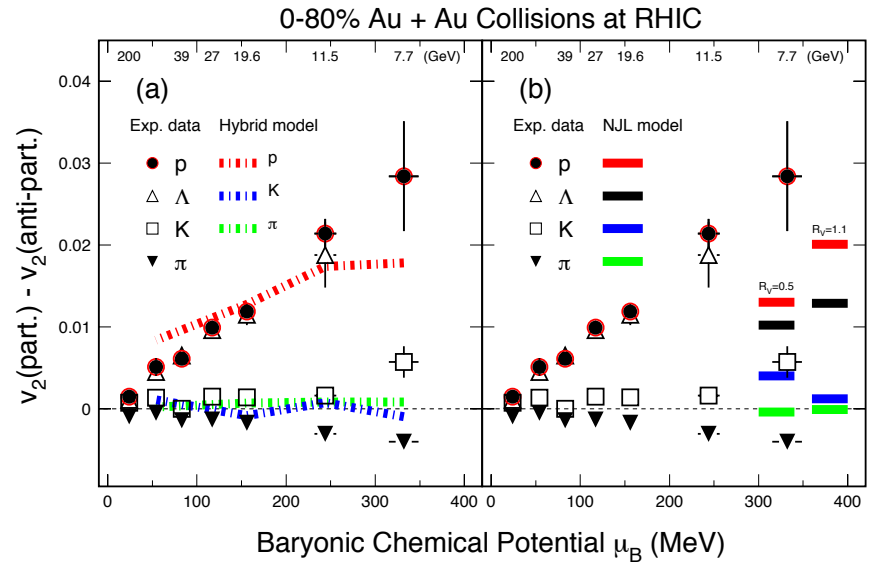 0-80% Au + Au Collisions at RHIC
200 39 27 19.6 11.5 7.7 (GeV)
200 39 27 19.6 11.5 7.7 (GeV)
(a)
(b)
Exp. data Hybrid model
p p
Λ K
K π
π
Exp. data NJL model
p
Λ
K
π
R_V=1.1
R_V=0.5
0.04
0.03
0.02
0.01
0
v₂(part.) - v₂(anti-part.)
0 100 200 300 400
0 100 200 300 400
Baryonic Chemical Potential μ_B (MeV)